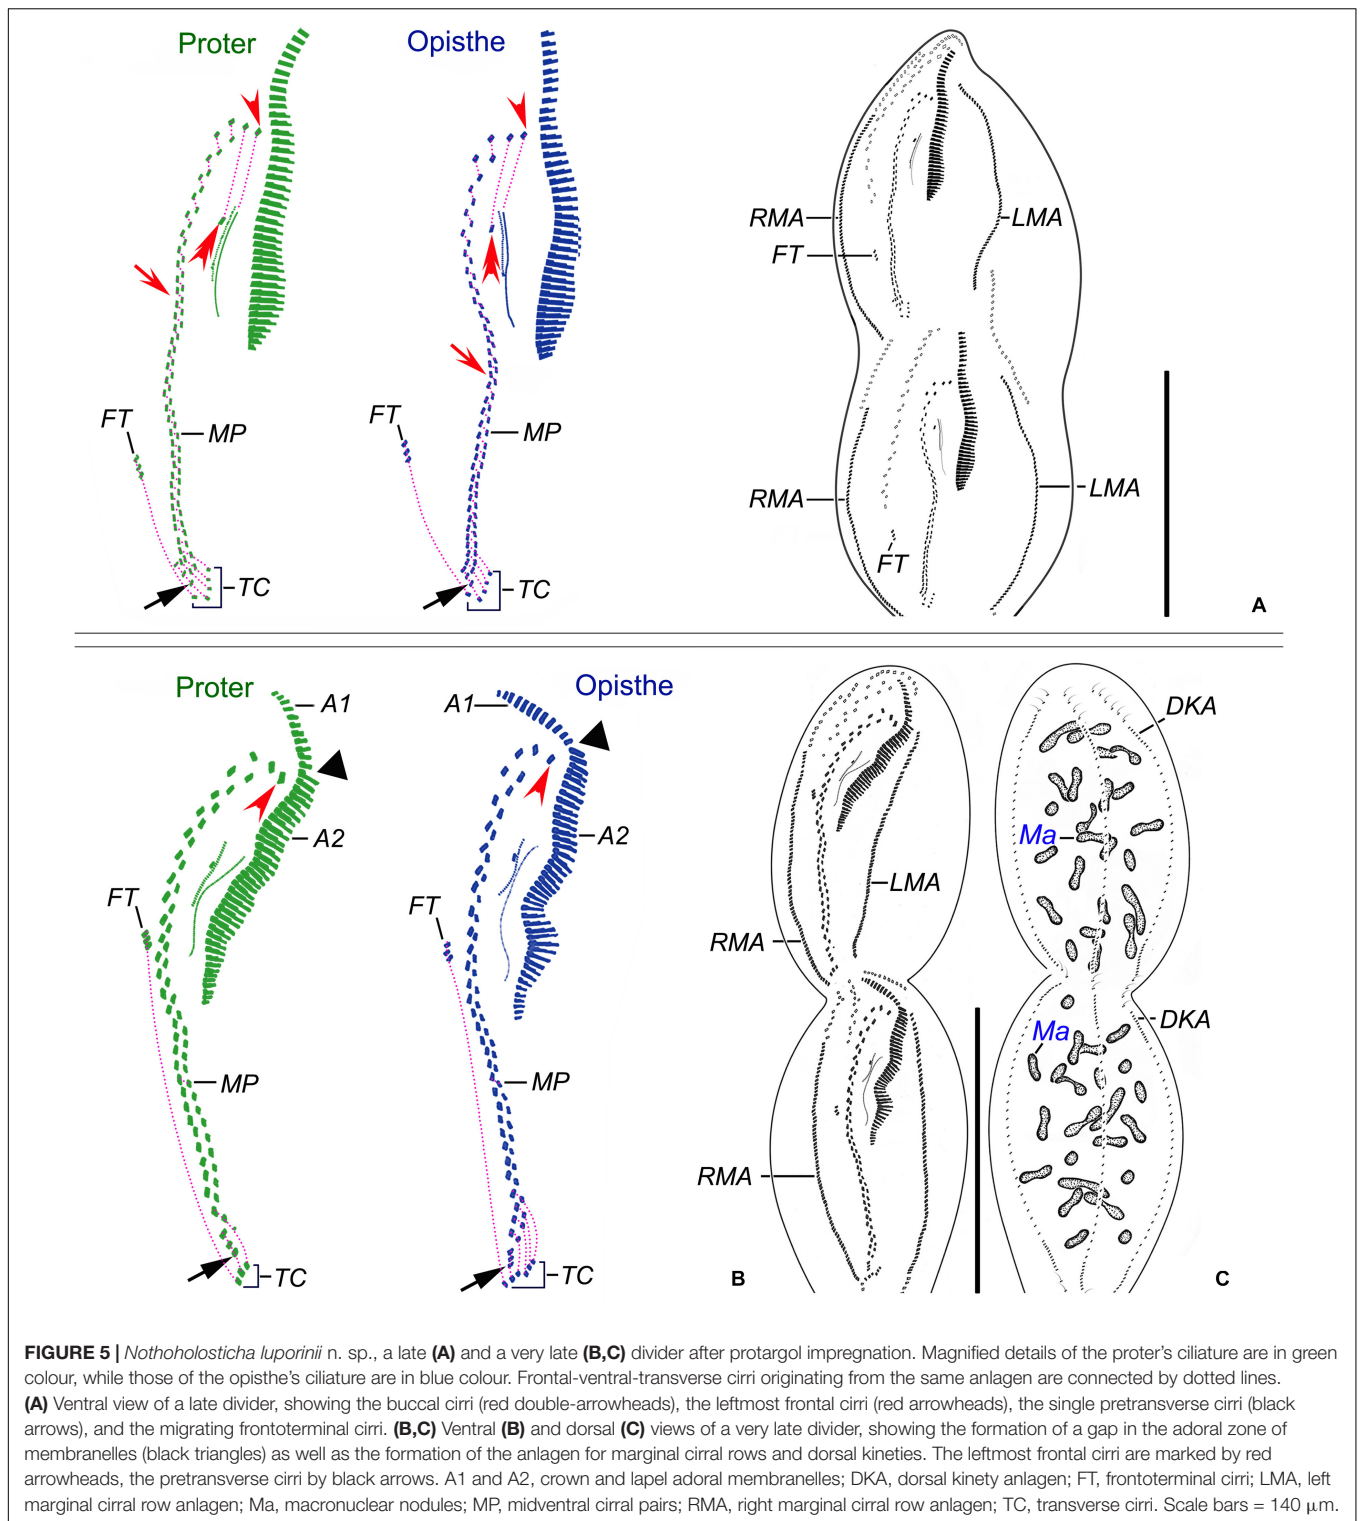 Proter
Opisthe
RMA
LMA
FT
FT
MP
FT
MP
RMA
LMA
FT
TC
TC
A
Proter
A1
A1
Opisthe
DKA
A2
A2
Ma
FT
FT
LMA
RMA
DKA
Ma
MP
MP
RMA
TC
TC
B
C
FIGURE 5 | Nothoholosticha luporinii n. sp., a late (A) and a very late (B,C) divider after protargol impregnation. Magnified details of the proter's ciliature are in green
colour, while those of the opisthe's ciliature are in blue colour. Frontal-ventral-transverse cirri originating from the same anlagen are connected by dotted lines.
(A) Ventral view of a late divider, showing the buccal cirri (red double-arrowheads), the leftmost frontal cirri (red arrowheads), the single pretransverse cirri (black
arrows), and the migrating frontoterminal cirri. (B,C) Ventral (B) and dorsal (C) views of a very late divider, showing the formation of a gap in the adoral zone of
membranelles (black triangles) as well as the formation of the anlagen for marginal cirral rows and dorsal kineties. The leftmost frontal cirri are marked by red
arrowheads, the pretransverse cirri by black arrows. A1 and A2, crown and lapel adoral membranelles; DKA, dorsal kinety anlagen; FT, frontoterminal cirri; LMA, left
marginal cirral row anlagen; Ma, macronuclear nodules; MP, midventral cirral pairs; RMA, right marginal cirral row anlagen; TC, transverse cirri. Scale bars = 140 μm.